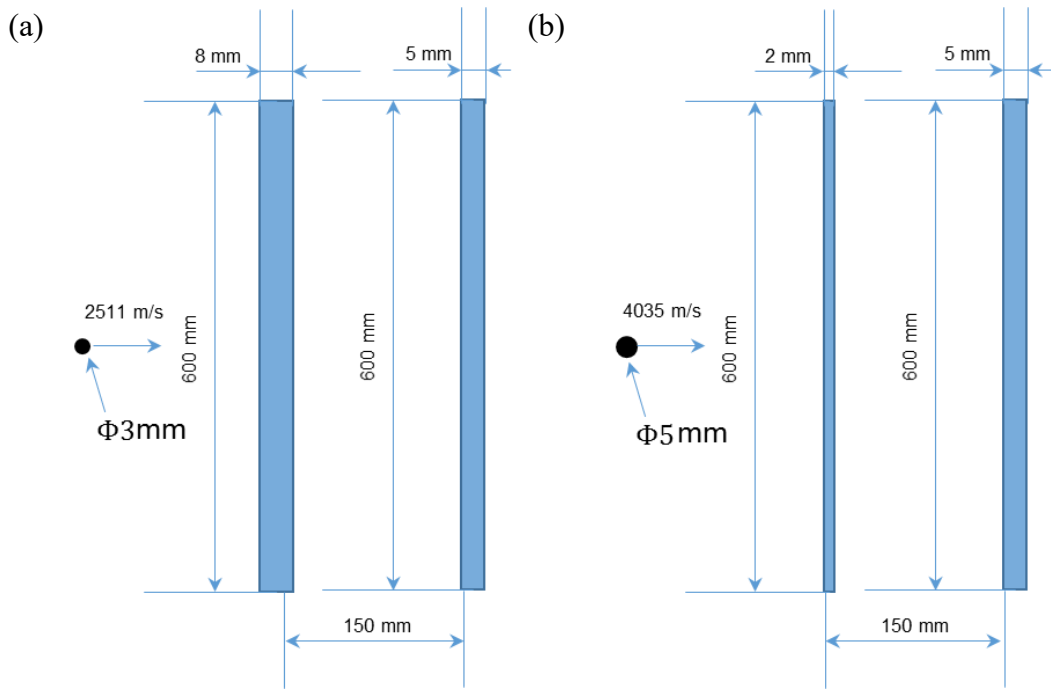 (a)
8 mm
5 mm
2511 m/s
600 mm
600 mm
Φ3mm
150 mm
(b)
2 mm
5 mm
4035 m/s
600 mm
600 mm
Φ5mm
150 mm